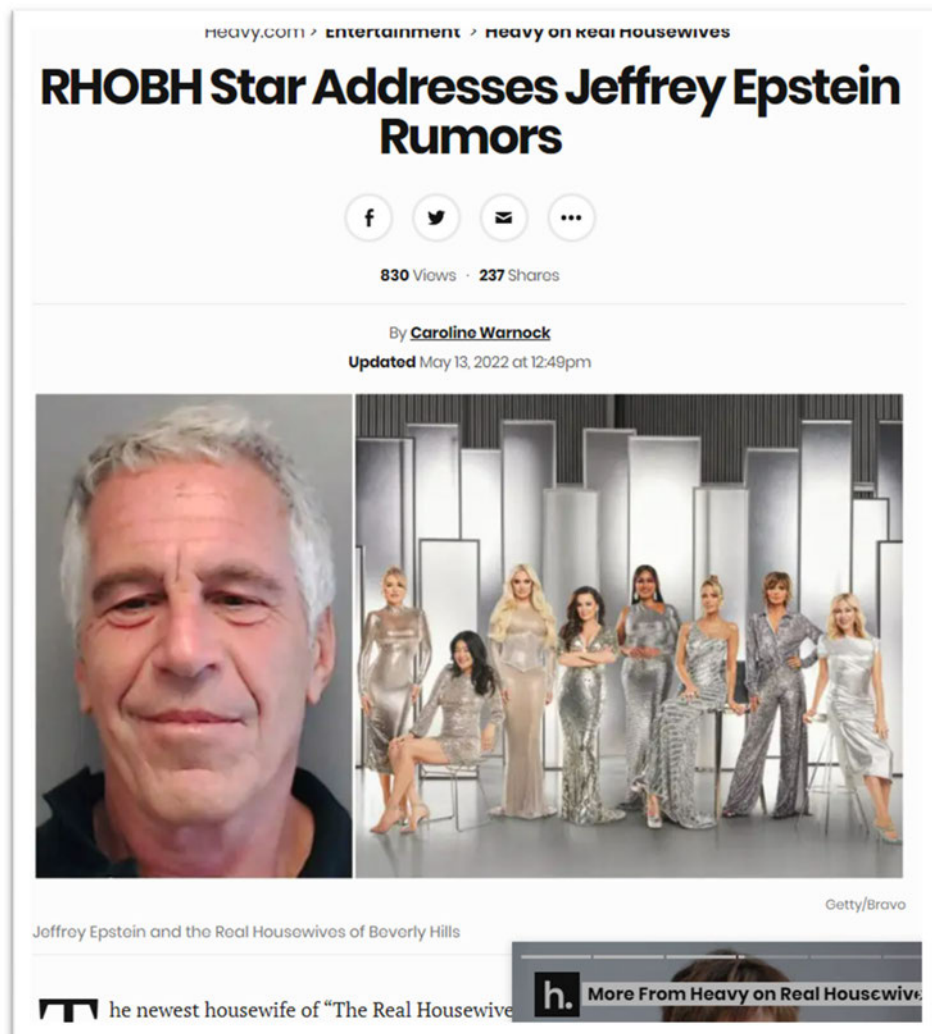 Heavy.com > Entertainment > Heavy on Real Housewives
RHOBH Star Addresses Jeffrey Epstein
Rumors
830 Views · 237 Shares
By Caroline Warnock
Updated May 13, 2022 at 12:49pm
Getty/Bravo
Jeffrey Epstein and the Real Housewives of Beverly Hills
h. More From Heavy on Real Housewive
The newest housewife of “The Real Housewive